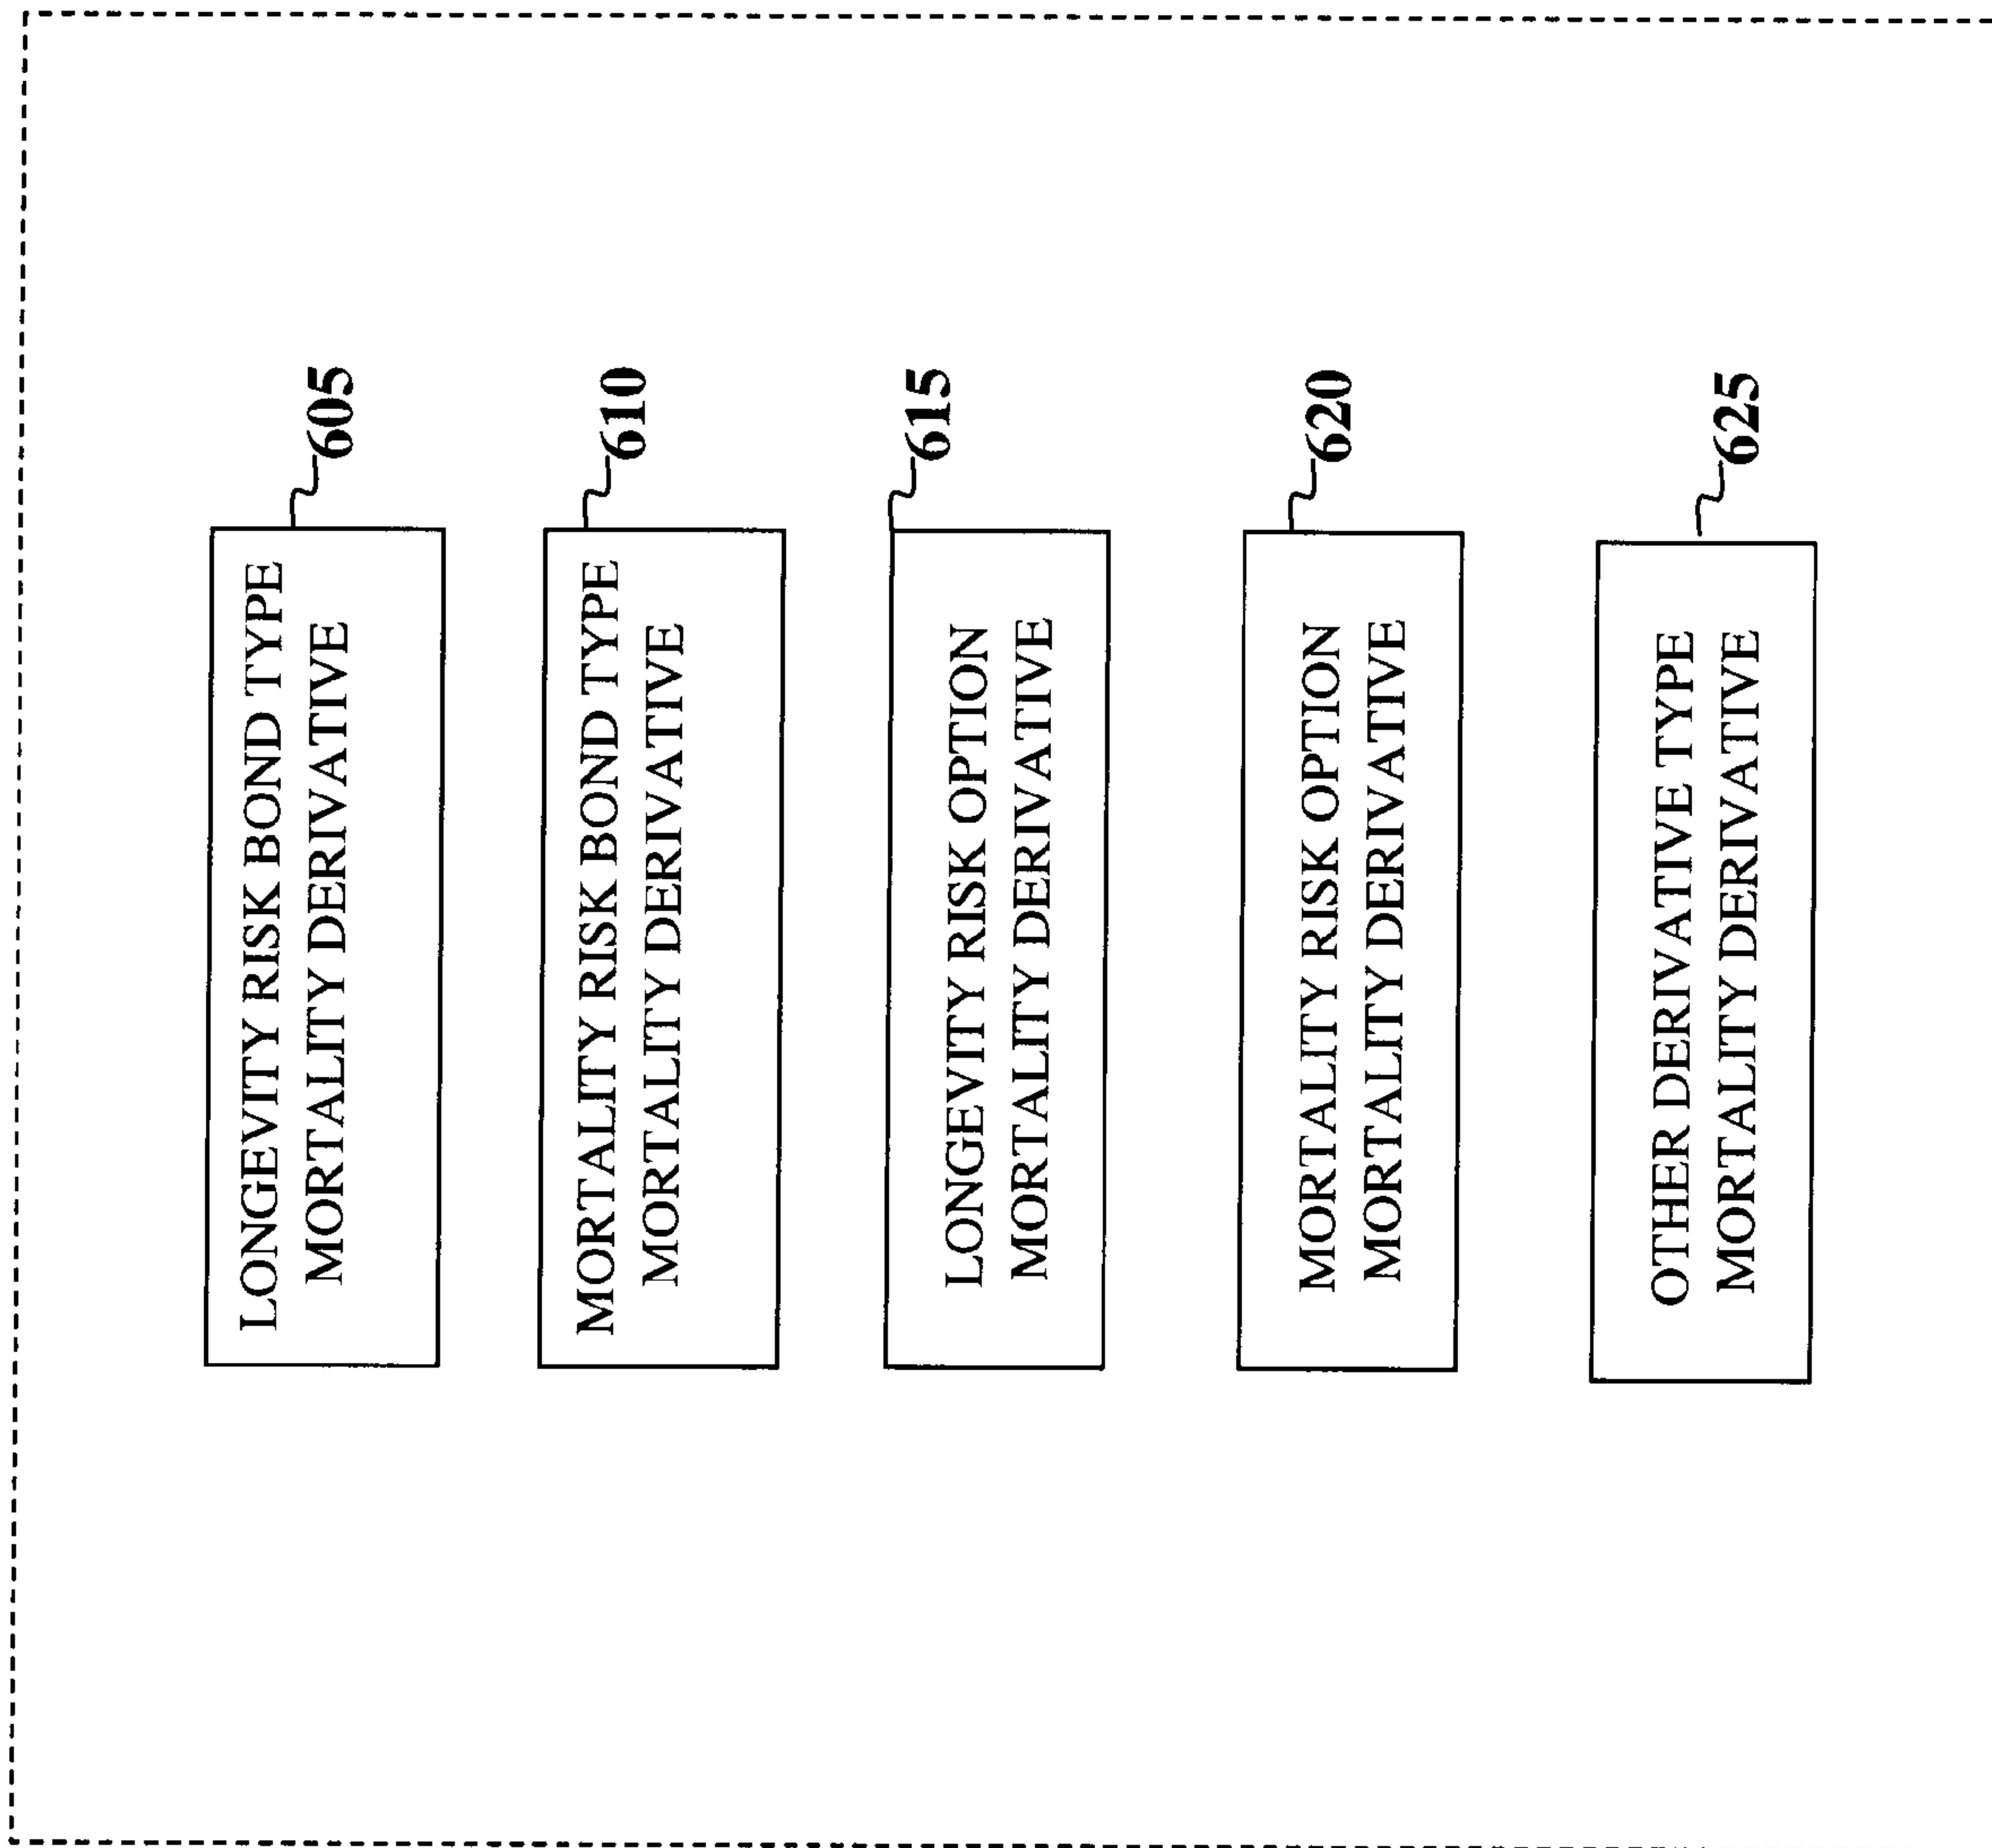 LONGEVITY RISK BOND TYPE
MORTALITY DERIVATIVE
605
MORTALITY RISK BOND TYPE
MORTALITY DERIVATIVE
610
LONGEVITY RISK OPTION
MORTALITY DERIVATIVE
615
MORTALITY RISK OPTION
MORTALITY DERIVATIVE
620
OTHER DERIVATIVE TYPE
MORTALITY DERIVATIVE
625